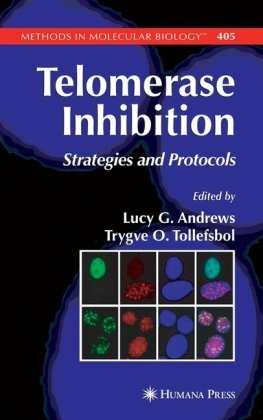 METHODS IN MOLECULAR BIOLOGY™ 405
Telomerase
Inhibition
Strategies and Protocols
Edited by
Lucy G. Andrews
Trygve O. Tollefsbol
HUMANA PRESS